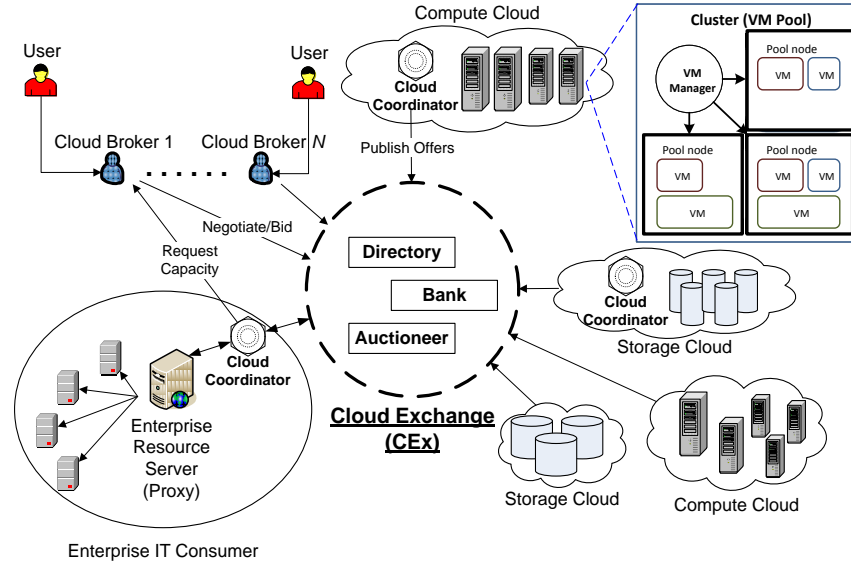 Compute Cloud
User
User
Cloud
Coordinator
Cluster (VM Pool)
VM
Manager
Pool node
VM
VM
Pool node
VM
VM
Pool node
VM
VM
VM
Cloud Broker 1
Cloud Broker N
Publish Offers
Negotiate/Bid
Request
Capacity
Directory
Bank
Auctioneer
Cloud Exchange
(CEx)
Cloud
Coordinator
Storage Cloud
Cloud
Coordinator
Enterprise
Resource
Server
(Proxy)
Enterprise IT Consumer
Storage Cloud
Compute Cloud